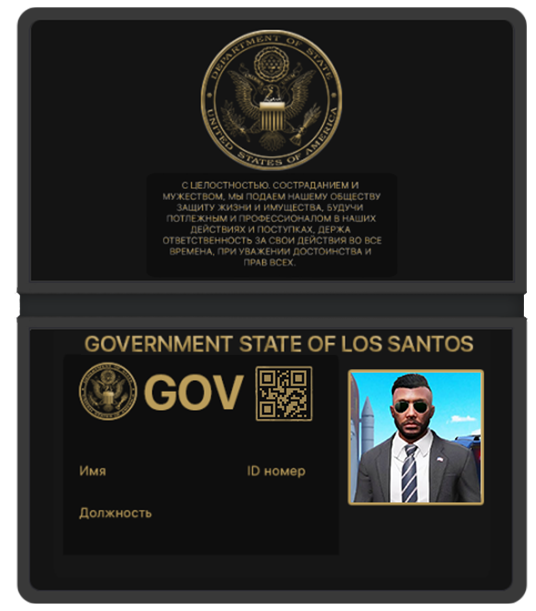 DEPARTMENT OF STATE
UNITED STATES OF AMERICA
С ЦЕЛОСТНОСТЬЮ. СОСТРАДАНИЕМ И
МУЖЕСТВОМ, МЫ ПОДАЕМ НАШЕМУ ОБЩЕСТВУ
ЗАЩИТУ ЖИЗНИ И ИМУЩЕСТВА, БУДУЧИ
ПОТЛЕЖНЫМ И ПРОФЕССИОНАЛОМ В НАШИХ
ДЕЙСТВИЯХ И ПОСТУПКАХ, ДЕРЖА
ОТВЕТСТВЕННОСТЬ ЗА СВОИ ДЕЙСТВИЯ ВО ВСЕ
ВРЕМЕНА, ПРИ УВАЖЕНИИ ДОСТОИНСТВА И
ПРАВ ВСЕХ.
GOVERNMENT STATE OF LOS SANTOS
GOV
Имя
ID номер
Должность